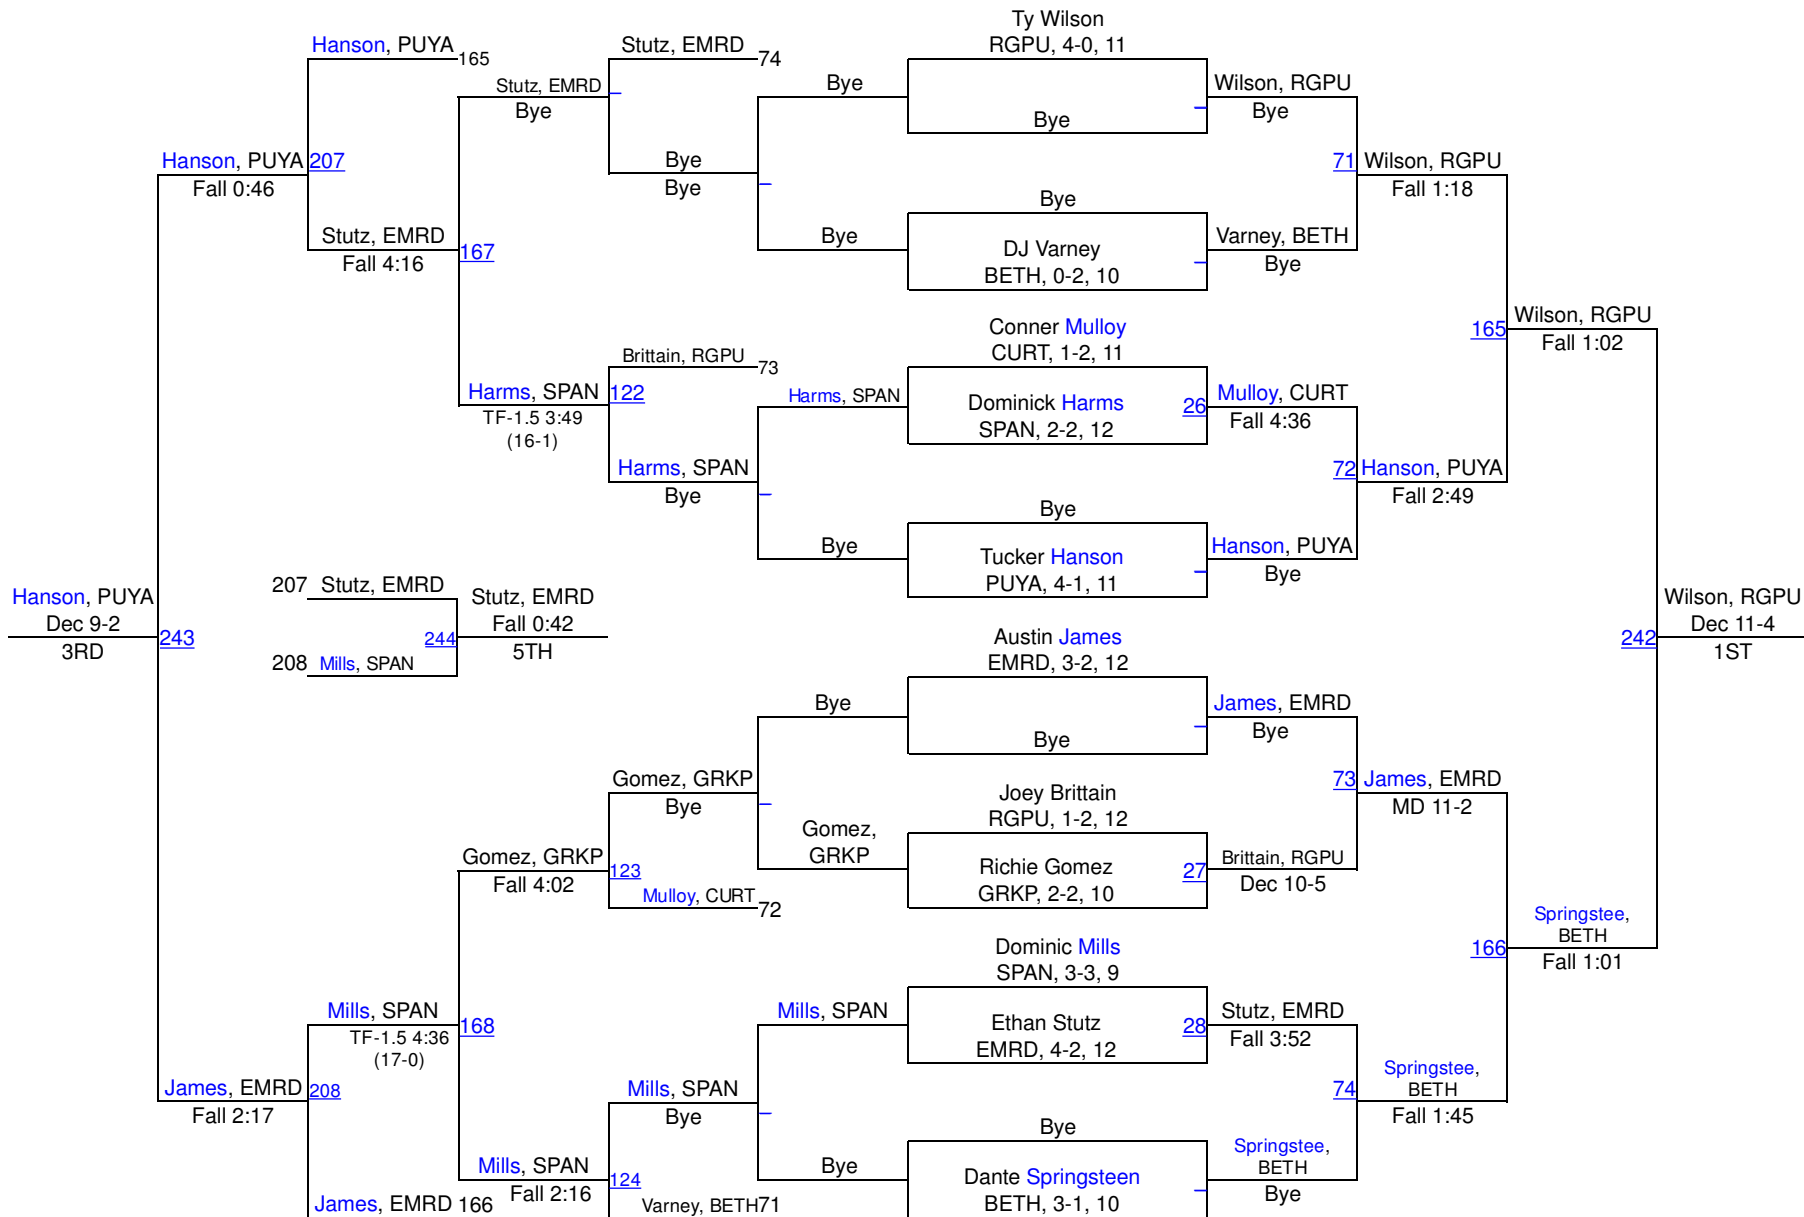 Ty Wilson
RGPU, 4-0, 11
Hanson, PUYA
165
Stutz, EMRD
74
Stutz, EMRD
Bye
Bye
Bye
Wilson, RGPU
Bye
Hanson, PUYA
207
Fall 0:46
Bye
Bye
71
Wilson, RGPU
Fall 1:18
Stutz, EMRD
Fall 4:16
167
Bye
Bye
DJ Varney
BETH, 0-2, 10
Varney, BETH
Bye
Conner Mulloy
CURT, 1-2, 11
165
Wilson, RGPU
Fall 1:02
Brittain, RGPU
73
Harms, SPAN
122
TF-1.5 3:49
(16-1)
Harms, SPAN
Dominick Harms
SPAN, 2-2, 12
26
Mulloy, CURT
Fall 4:36
Harms, SPAN
Bye
72
Hanson, PUYA
Fall 2:49
Bye
Bye
Tucker Hanson
PUYA, 4-1, 11
Hanson, PUYA
Bye
Hanson, PUYA
Dec 9-2
3RD
243
207
Stutz, EMRD
208
Mills, SPAN
244
Stutz, EMRD
Fall 0:42
5TH
Austin James
EMRD, 3-2, 12
242
Wilson, RGPU
Dec 11-4
1ST
Bye
Bye
James, EMRD
Bye
Gomez, GRKP
Bye
Joey Brittain
RGPU, 1-2, 12
73
James, EMRD
MD 11-2
Gomez, GRKP
Fall 4:02
123
Gomez,
GRKP
Richie Gomez
GRKP, 2-2, 10
27
Brittain, RGPU
Dec 10-5
Mulloy, CURT
72
Dominic Mills
SPAN, 3-3, 9
166
Springstee,
BETH
Fall 1:01
Mills, SPAN
TF-1.5 4:36
(17-0)
168
Mills, SPAN
Ethan Stutz
EMRD, 4-2, 12
28
Stutz, EMRD
Fall 3:52
James, EMRD
208
Fall 2:17
Mills, SPAN
Bye
74
Springstee,
BETH
Fall 1:45
Bye
Mills, SPAN
Fall 2:16
124
Bye
Dante Springsteen
BETH, 3-1, 10
Springstee,
BETH
Bye
James, EMRD 166
Varney, BETH
71